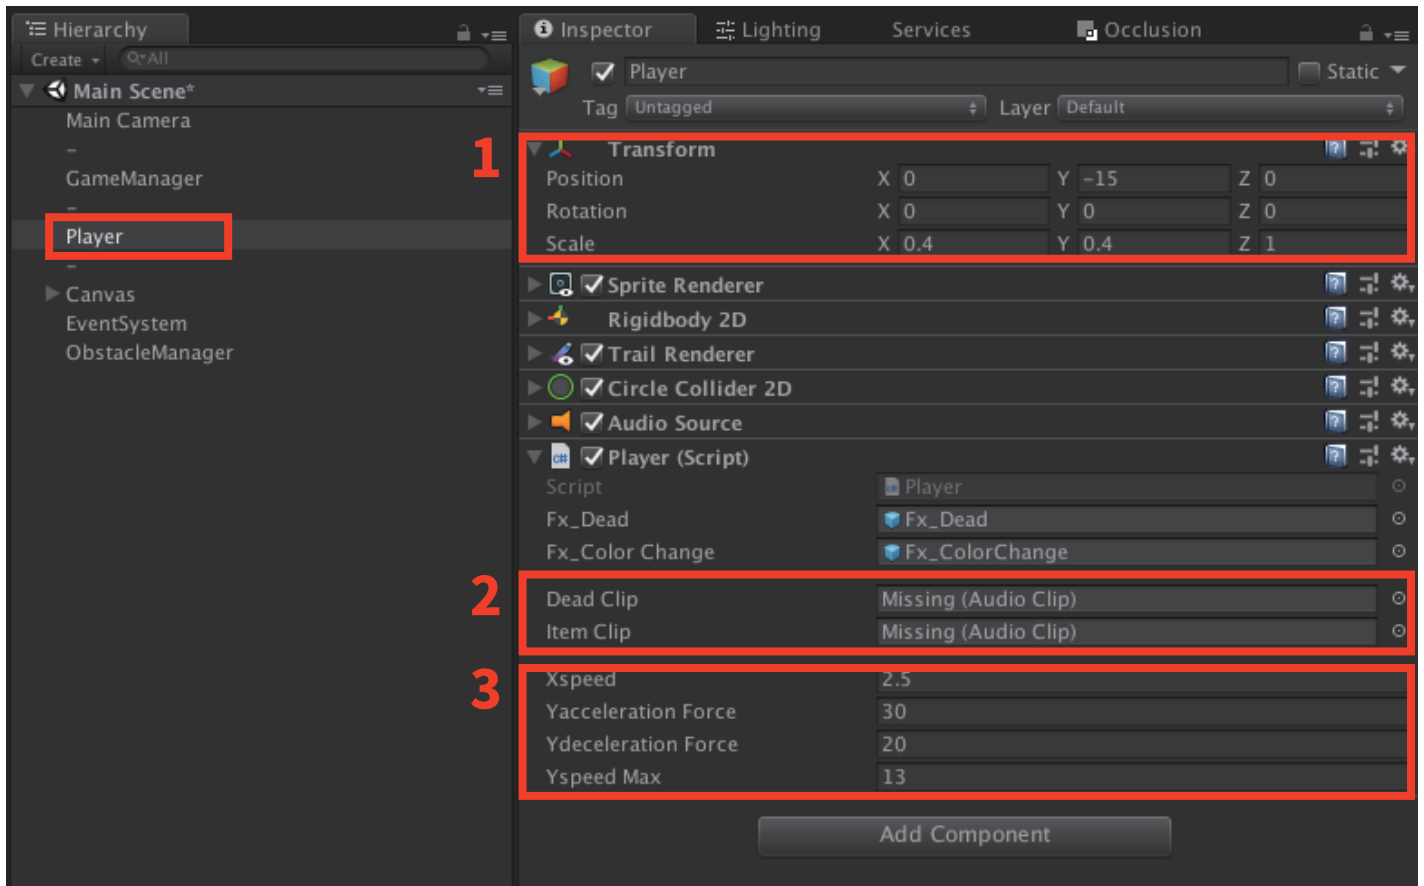 Hierarchy
Create
All
Main Scene*
Main Camera
–
GameManager
–
Player
–
Canvas
EventSystem
ObstacleManager
Inspector Lighting Services Occlusion
Player Static
Tag Untagged Layer Default
1
Transform
Position X 0 Y -15 Z 0
Rotation X 0 Y 0 Z 0
Scale X 0.4 Y 0.4 Z 1
Sprite Renderer
Rigidbody 2D
Trail Renderer
Circle Collider 2D
Audio Source
C# Player (Script)
Script Player
Fx_Dead Fx_Dead
Fx_Color Change Fx_ColorChange
2
Dead Clip Missing (Audio Clip)
Item Clip Missing (Audio Clip)
3
Xspeed 2.5
Yacceleration Force 30
Ydeceleration Force 20
Yspeed Max 13
Add Component